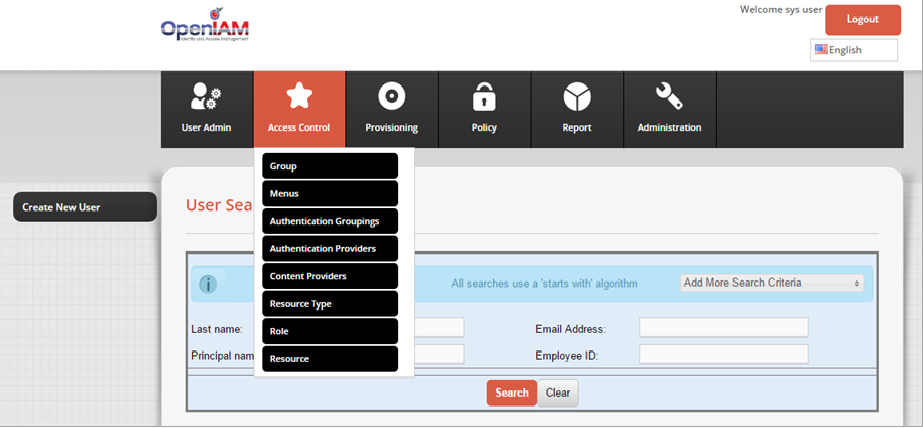 Welcome sys user
Logout
OpenIAM
Identity and Access Management
English
User Admin
Access Control
Provisioning
Policy
Report
Administration
Group
Menus
Authentication Groupings
Authentication Providers
Content Providers
Resource Type
Role
Resource
Create New User
User Sea
All searches use a 'starts with' algorithm
Add More Search Criteria
Last name:
Email Address:
Principal nam
Employee ID:
Search
Clear